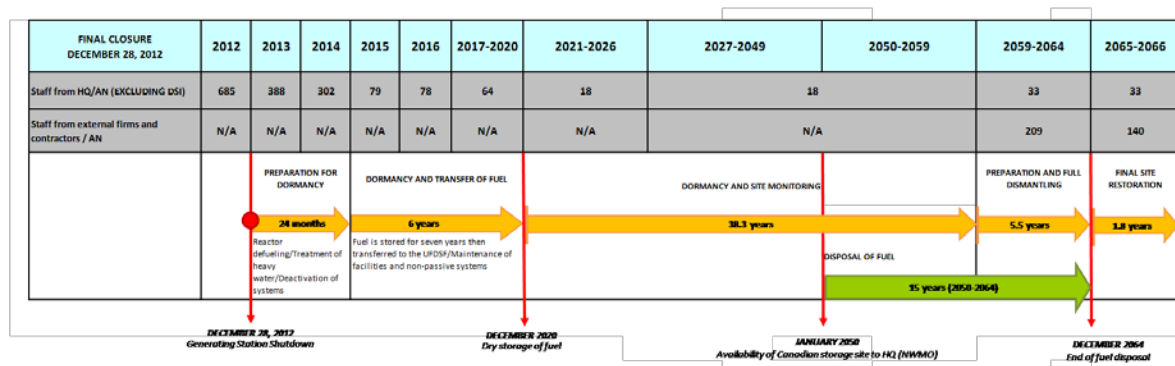 FINAL CLOSURE
DECEMBER 28, 2012
2012
2013
2014
2015
2016
2017-2020
2021-2026
2027-2049
2050-2059
2059-2064
2065-2066
Staff from HQ/AN (EXCLUDING DSI)
685
388
302
79
78
64
18
18
33
33
Staff from external firms and
contractors / AN
N/A
N/A
N/A
N/A
N/A
N/A
N/A
N/A
209
140
PREPARATION FOR
DORMANCY
DORMANCY AND TRANSFER OF FUEL
DORMANCY AND SITE MONITORING
PREPARATION AND FULL
DISMANTLING
FINAL SITE
RESTORATION
24 months
6 years
38.3 years
5.5 years
1.8 years
Reactor
defueling/Treatment of
heavy
water/Deactivation of
systems
Fuel is stored for seven years then
transferred to the UFDSF/Maintenance of
facilities and non-passive systems
DISPOSAL OF FUEL
15 years (2050-2064)
DECEMBER 28, 2012
Generating Station Shutdown
DECEMBER 2020
Dry storage of fuel
JANUARY 2050
Availability of Canadian storage site to HQ (NWMO)
DECEMBER 2064
End of fuel disposal